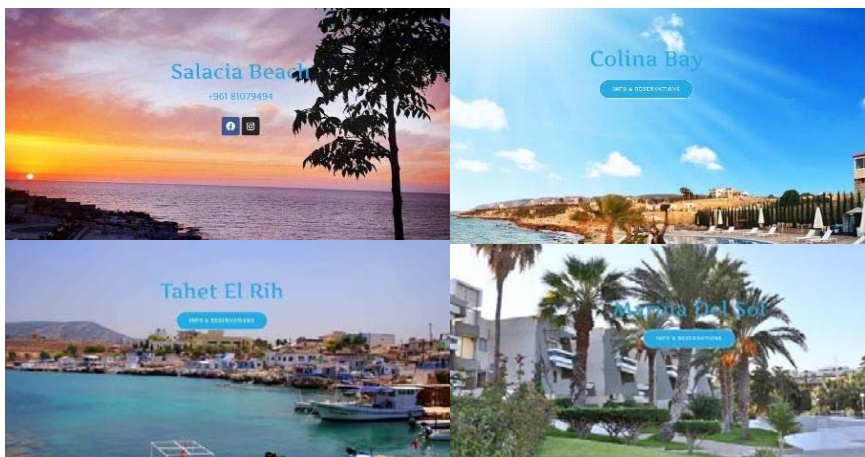 Salacia Beach
+961 81079494
Colina Bay
INFO & RESERVATIONS
Tahet El Rih
INFO & RESERVATIONS
Marina Del Sol
INFO & RESERVATIONS